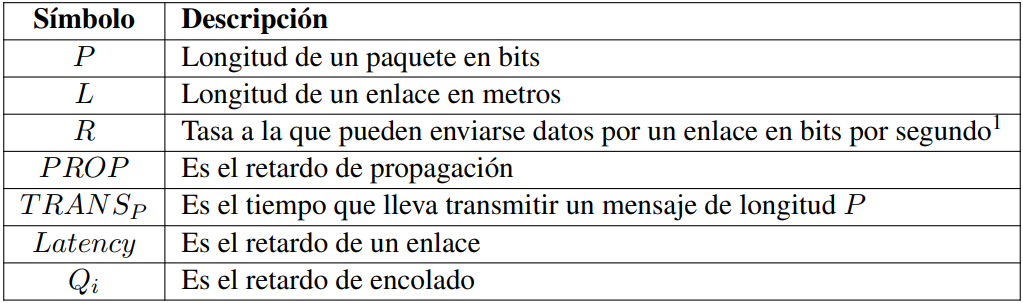 Símbolo Descripción
P Longitud de un paquete en bits
L Longitud de un enlace en metros
R Tasa a la que pueden enviarse datos por un enlace en bits por segundo¹
PROP Es el retardo de propagación
TRANS_P Es el tiempo que lleva transmitir un mensaje de longitud P
Latency Es el retardo de un enlace
Q_i Es el retardo de encolado